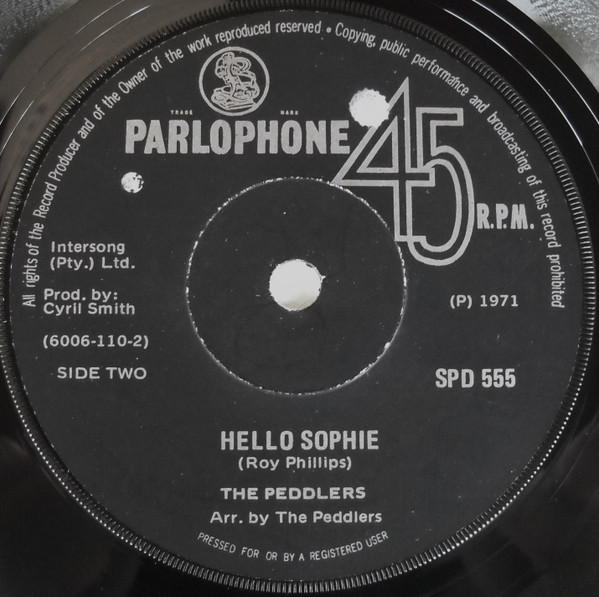 All rights of the Record Producer and of the Owner of the work reproduced reserved • Copying, public performance and broadcasting of this record prohibited
TRADE MARK
PARLOPHONE
45
R.P.M.
Intersong
(Pty.) Ltd.
Prod. by:
Cyril Smith
(P) 1971
(6006-110-2)
SIDE TWO
SPD 555
HELLO SOPHIE
(Roy Phillips)
THE PEDDLERS
Arr. by The Peddlers
PRESSED FOR OR BY A REGISTERED USER